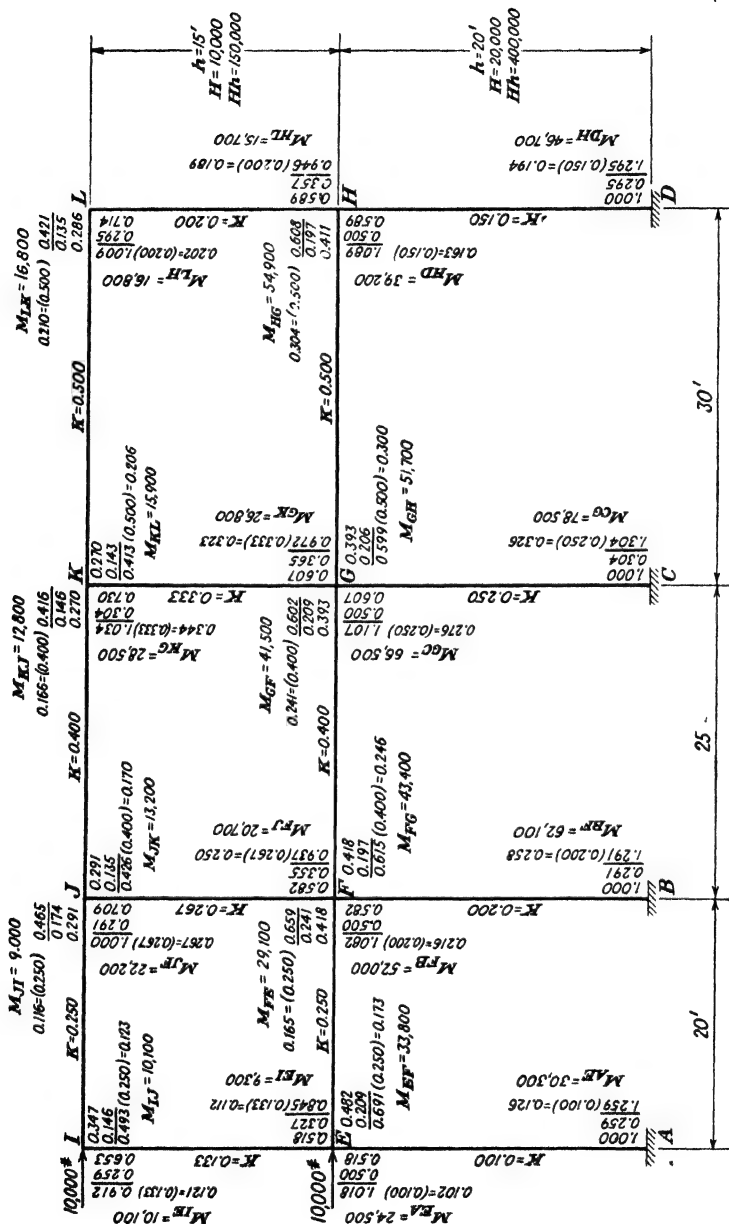 M_JI = 9.000
0.116=(0.250) 0.465
0.174
0.291
M_KJ = 12,800
0.166=(0.400) 0.416
0.146
0.270
M_LK = 16,800
0.210=(0.500) 0.421
0.135
0.286
I
K=0.250
J
K=0.400
K
K=0.500
L
10,000#
0.653
0.259
0.912
0.121=(0.133)
M_IE = 10,100
0.347
0.146
0.493(0.250)=0.123
M_IJ = 10,100
K=0.133
M_EI = 9,300
0.845(0.133)=0.112
0.327
0.518
0.709
0.291
1.000
0.267=(0.267)
M_JF = 22,200
0.291
0.135
0.426(0.400)=0.170
M_JK = 13,200
K=0.267
M_FJ = 20,700
0.937(0.267)=0.250
0.355
0.582
0.730
0.304
1.034
0.344=(0.333)
M_KG = 28,500
0.270
0.143
0.413(0.500)=0.206
M_KL = 15,900
K=0.333
M_GK = 26,800
0.972(0.333)=0.323
0.365
0.607
0.714
0.295
1.009
0.202=(0.200)
M_LH = 16,800
K=0.200
M_HL = 15,700
0.946(0.200)=0.189
0.357
0.589
h=15'
H=10,000
Hh=150,000
M_FE = 29,100
0.165=(0.250) 0.659
0.241
0.418
M_GF = 41,500
0.241=(0.400) 0.602
0.209
0.393
M_HG = 54,900
0.304=(0.500) 0.608
0.197
0.411
10,000#
E
K=0.250
F
K=0.400
G
K=0.500
H
0.518
0.500
1.018
0.102=(0.100)
M_EA = 24,500
0.482
0.209
0.691(0.250)=0.173
M_EF = 33,800
K=0.100
M_AE = 30,300
1.259(0.100)=0.126
0.259
1.000
0.582
0.500
1.082
0.216=(0.200)
M_FB = 52,000
0.418
0.197
0.615(0.400)=0.246
M_FG = 43,400
K=0.200
M_BF = 62,100
1.291(0.200)=0.258
0.291
1.000
0.607
0.500
1.107
0.276=(0.250)
M_GC = 66,500
0.393
0.206
0.599(0.500)=0.300
M_GH = 51,700
K=0.250
M_CG = 78,500
1.304(0.250)=0.326
0.304
1.000
0.589
0.500
1.089
0.163=(0.150)
M_HD = 39,200
K=0.150
M_DH = 46,700
1.295(0.150)=0.194
0.295
1.000
h=20'
H=20,000
Hh=400,000
A
B
C
D
20'
25
30'